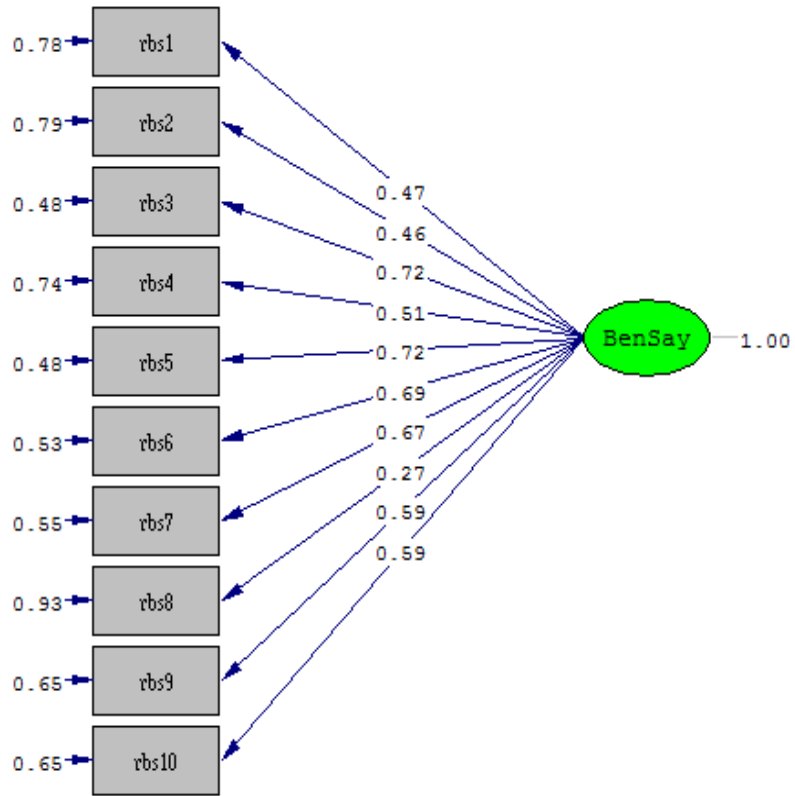 0.78 rbs1
0.79 rbs2
0.47
0.48 rbs3
0.46
0.72
0.74 rbs4
0.51
BenSay 1.00
0.48 rbs5
0.72
0.69
0.53 rbs6
0.67
0.27
0.55 rbs7
0.59
0.59
0.93 rbs8
0.65 rbs9
0.65 rbs10